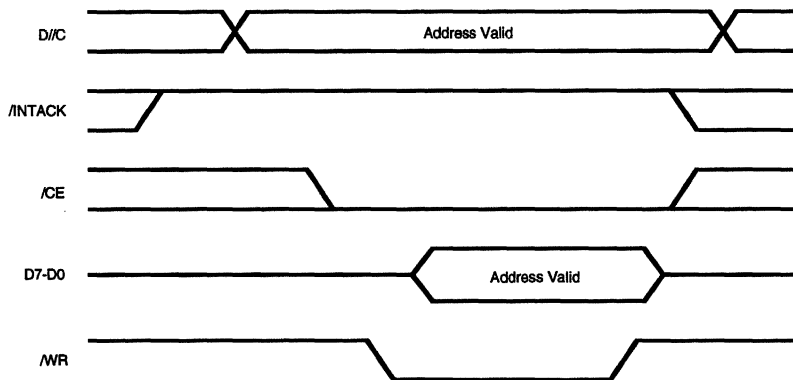 D//C
Address Valid
/INTACK
/CE
D7-D0
Address Valid
/WR